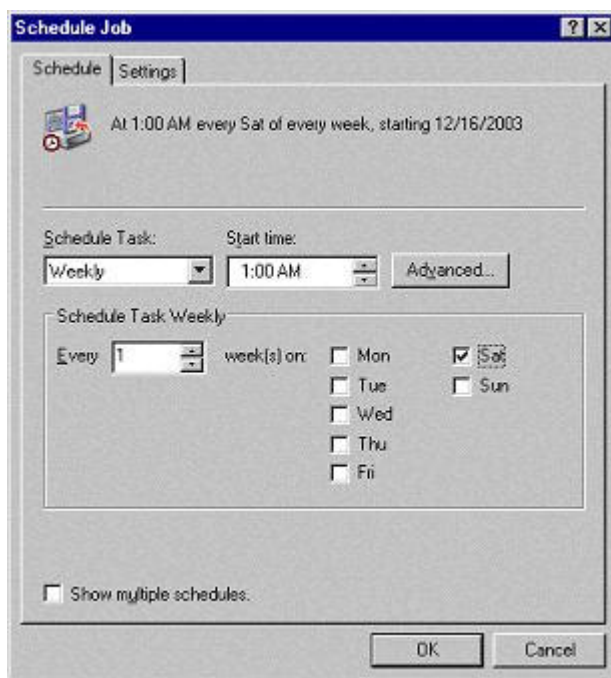 Schedule Job
Schedule Settings
At 1:00 AM every Sat of every week, starting 12/16/2003
Schedule Task: Start time:
Weekly 1:00 AM Advanced...
Schedule Task Weekly
Every 1 week(s) on: Mon Sat
Tue Sun
Wed
Thu
Fri
Show multiple schedules.
OK Cancel